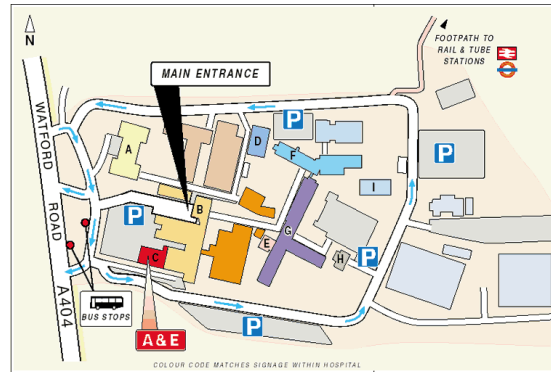 N
FOOTPATH TO
RAIL & TUBE
STATIONS
MAIN ENTRANCE
WATFORD
ROAD
A404
P
P
P
P
P
A
B
C
D
E
F
G
H
I
BUS STOPS
A&E
COLOUR CODE MATCHES SIGNAGE WITHIN HOSPITAL